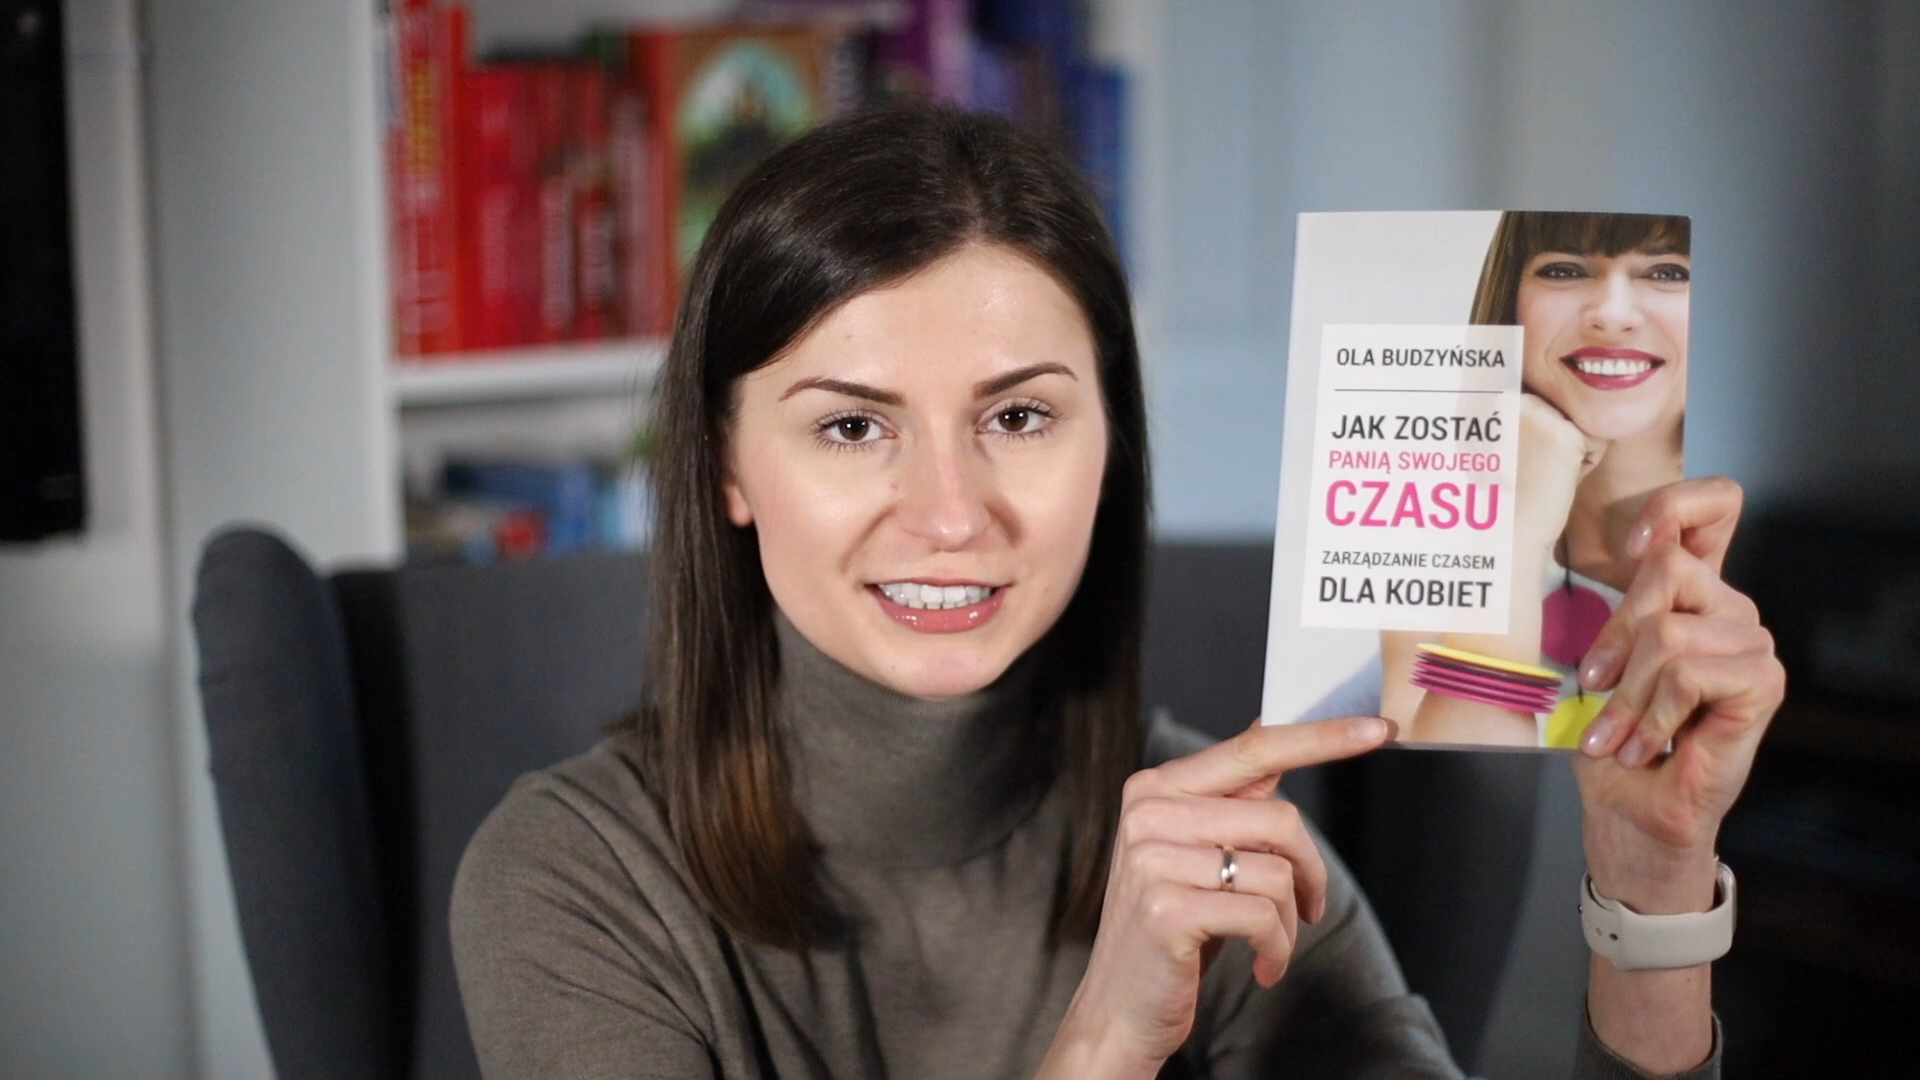 OLA BUDZYŃSKA
JAK ZOSTAĆ
PANIĄ SWOJEGO
CZASU
ZARZĄDZANIE CZASEM
DLA KOBIET